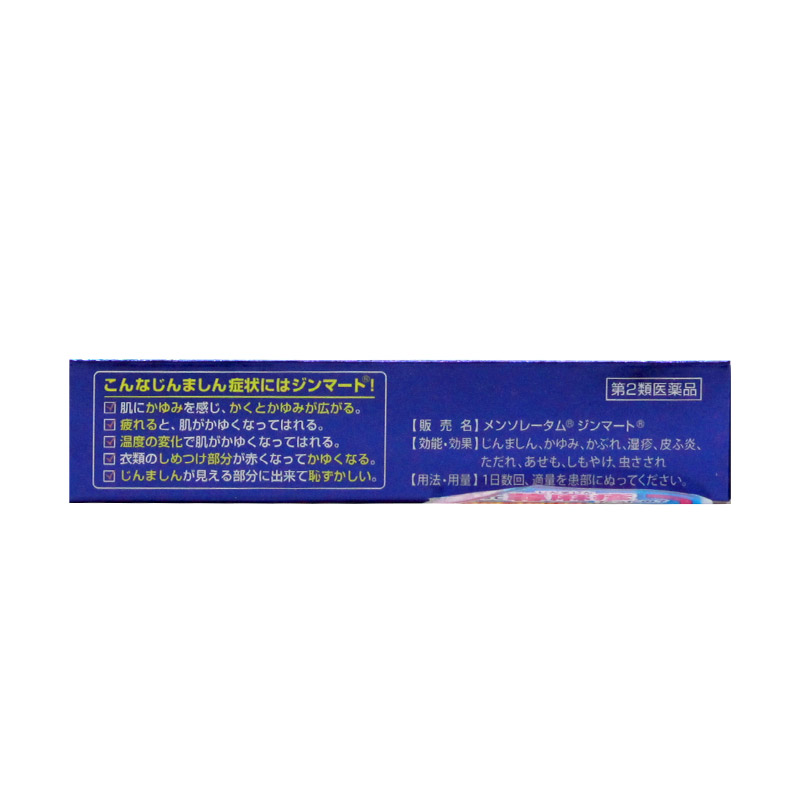 こんなじんましん症状にはジンマート®!
肌にかゆみを感じ、かくとかゆみが広がる。
疲れると、肌がかゆくなってはれる。
温度の変化で肌がかゆくなってはれる。
衣類のしめつけ部分が赤くなってかゆくなる。
じんましんが見える部分に出来て恥ずかしい。
第2類医薬品
【販売名】メンソレータム®ジンマート®
【効能・効果】じんましん、かゆみ、かぶれ、湿疹、皮ふ炎、
ただれ、あせも、しもやけ、虫さされ
【用法・用量】1日数回、適量を患部にぬってください。